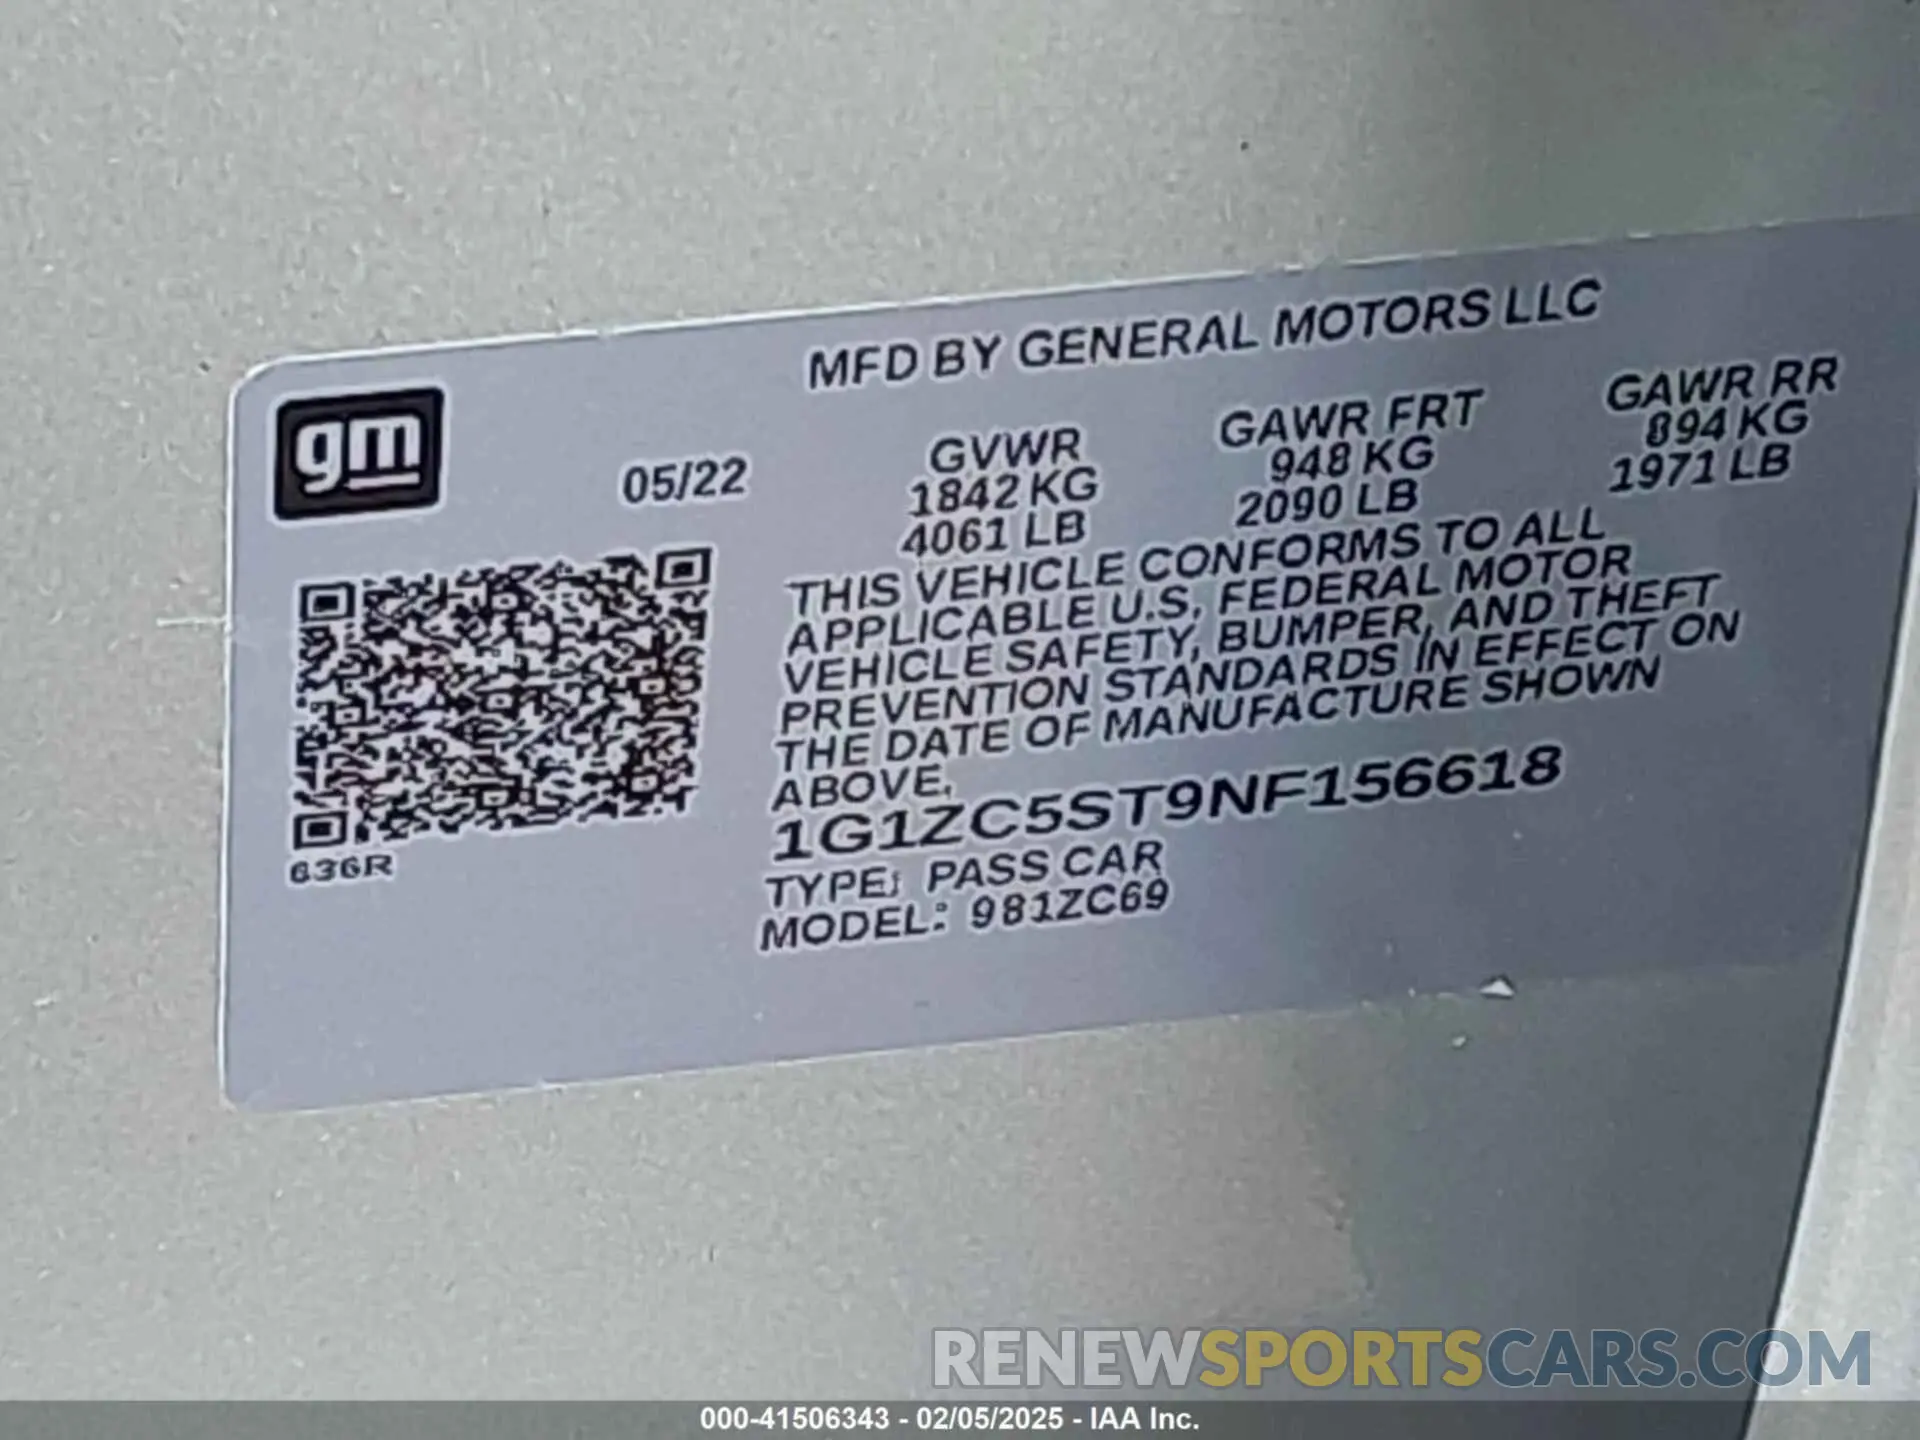 MFD BY GENERAL MOTORS LLC
gm
05/22
GVWR GAWR FRT GAWR RR
1842 KG 948 KG 894 KG
4061 LB 2090 LB 1971 LB
THIS VEHICLE CONFORMS TO ALL
APPLICABLE U.S. FEDERAL MOTOR
VEHICLE SAFETY, BUMPER, AND THEFT
PREVENTION STANDARDS IN EFFECT ON
THE DATE OF MANUFACTURE SHOWN
ABOVE.
1G1ZC5ST9NF156618
636R
TYPE: PASS CAR
MODEL: 981ZC69
RENEWSPORTSCARS.COM
000-41506343 - 02/05/2025 - IAA Inc.